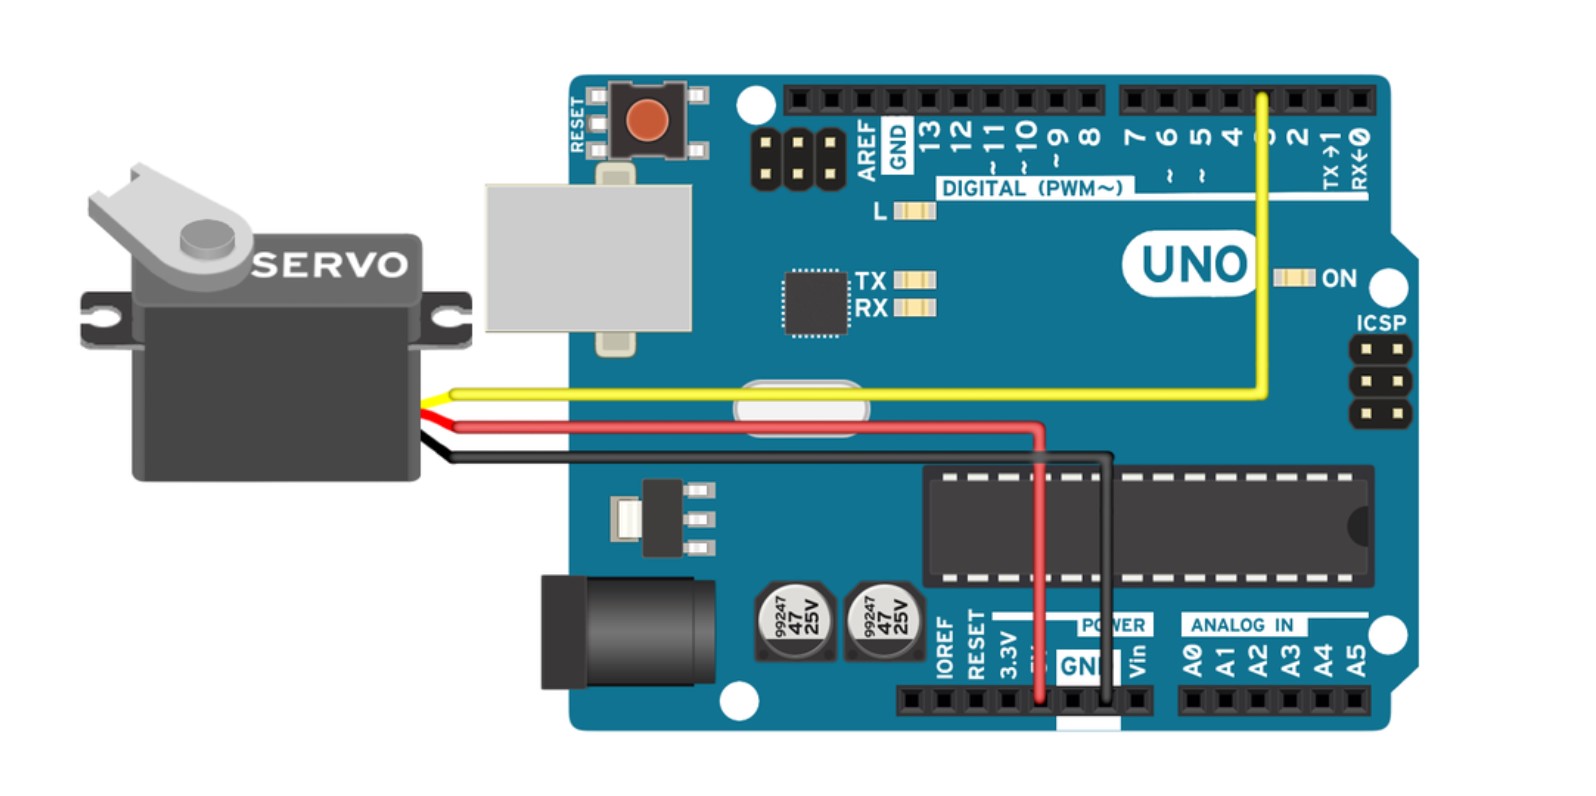 RESET
AREF
GND
13
12
~11
~10
~9
8
7
~6
~5
4
2
TX→1
RX←0
DIGITAL (PWM~)
L
TX
RX
UNO
ON
ICSP
SERVO
99247
47
25V
99247
47
25V
IOREF
RESET
3.3V
POWER
GND
Vin
ANALOG IN
A0
A1
A2
A3
A4
A5